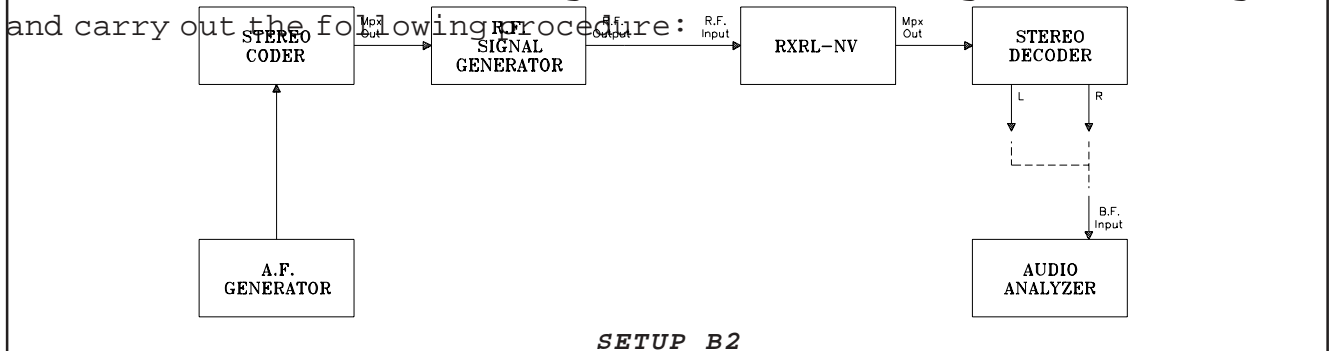 and carry out the following procedure:
STEREO
CODER
Mpx
Out
R.F.
SIGNAL
GENERATOR
R.F.
Output
R.F.
Input
RXRL-NV
Mpx
Out
STEREO
DECODER
L
R
B.F.
Input
A.F.
GENERATOR
AUDIO
ANALYZER
SETUP B2